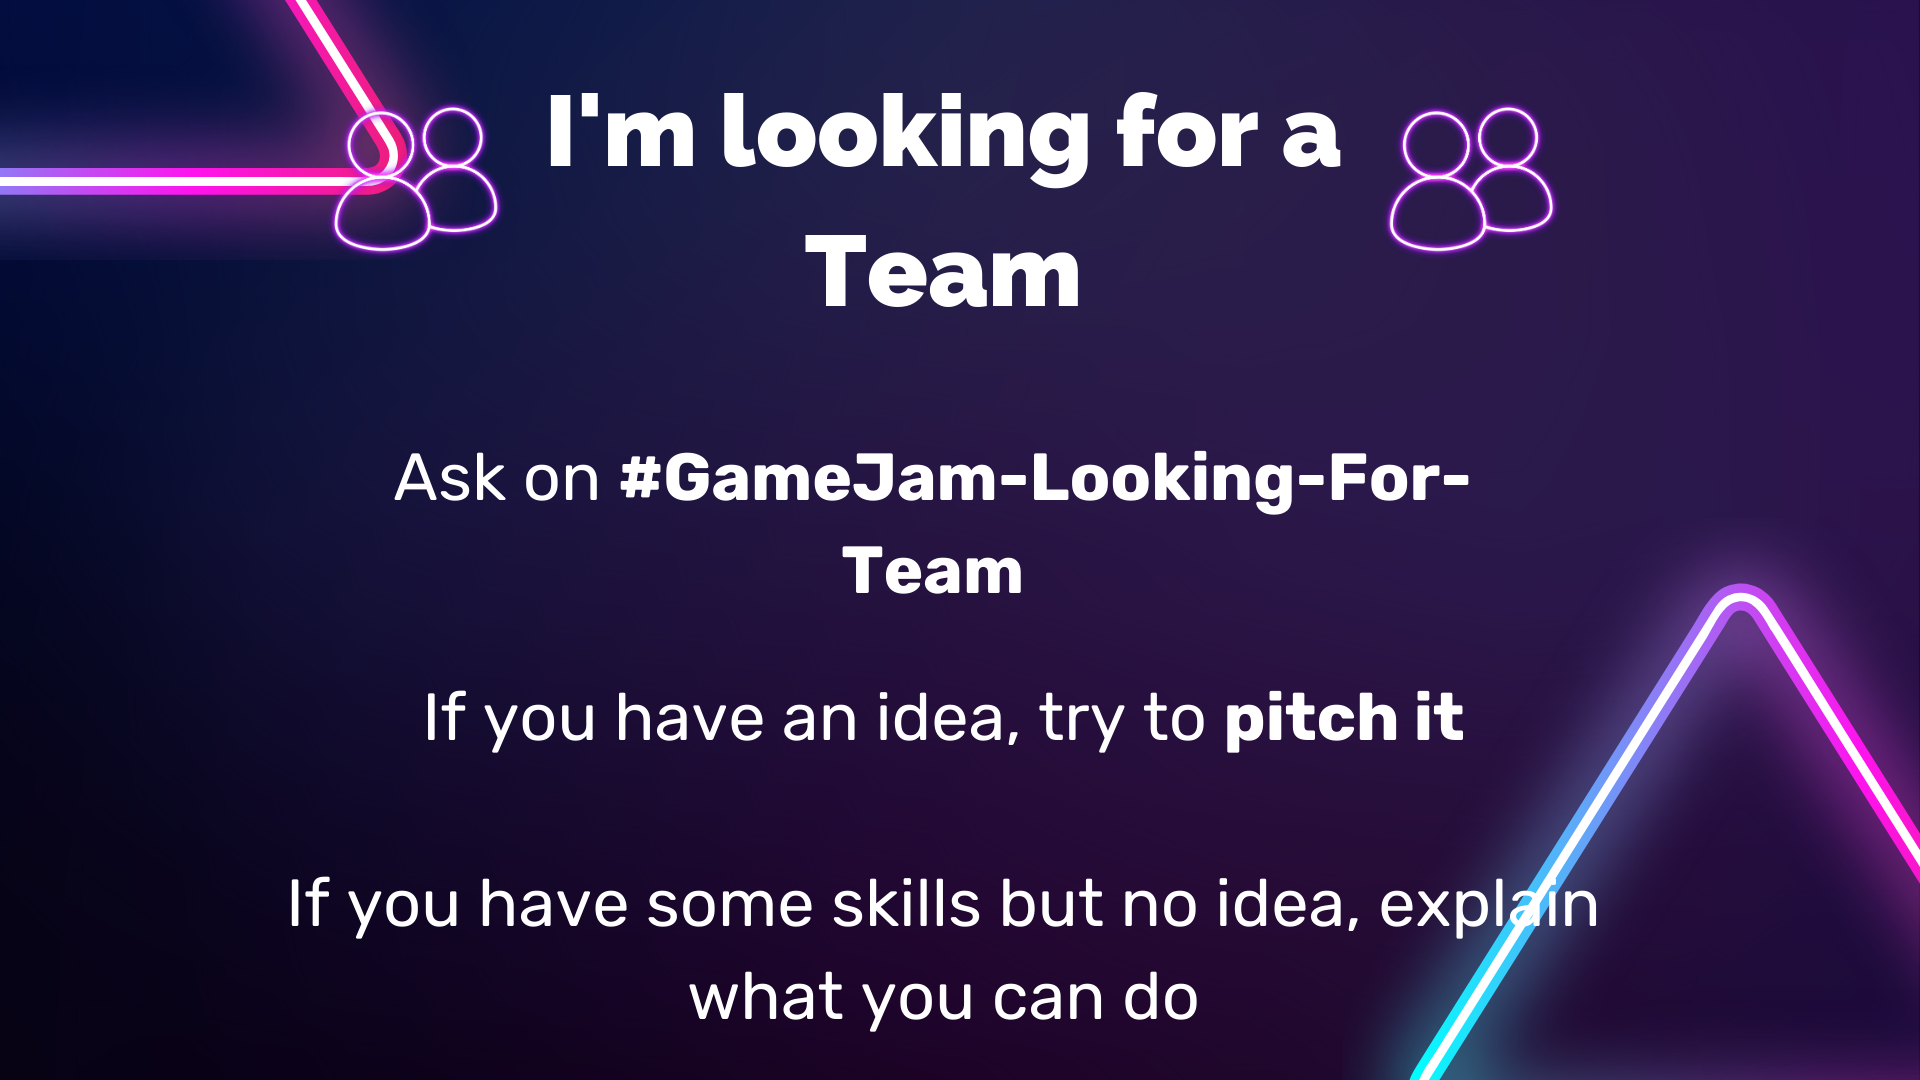 I'm looking for a
Team
Ask on #GameJam-Looking-For-
Team
If you have an idea, try to pitch it
If you have some skills but no idea, explain
what you can do